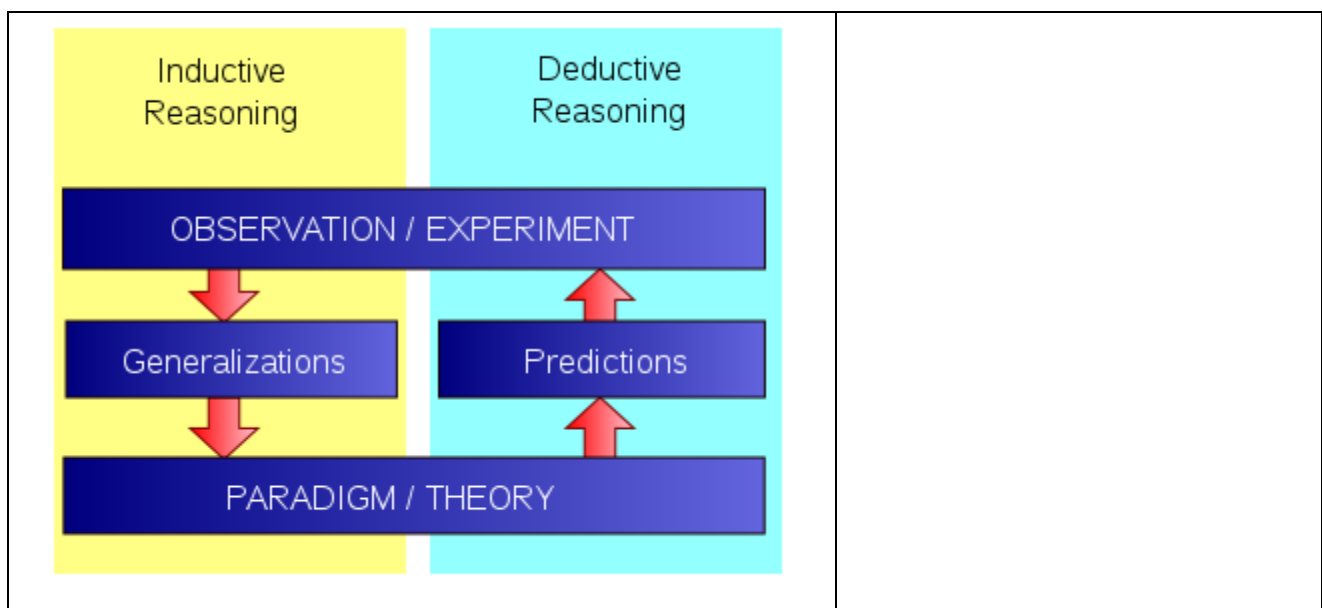 Inductive
Reasoning
Deductive
Reasoning
OBSERVATION / EXPERIMENT
Generalizations
Predictions
PARADIGM / THEORY